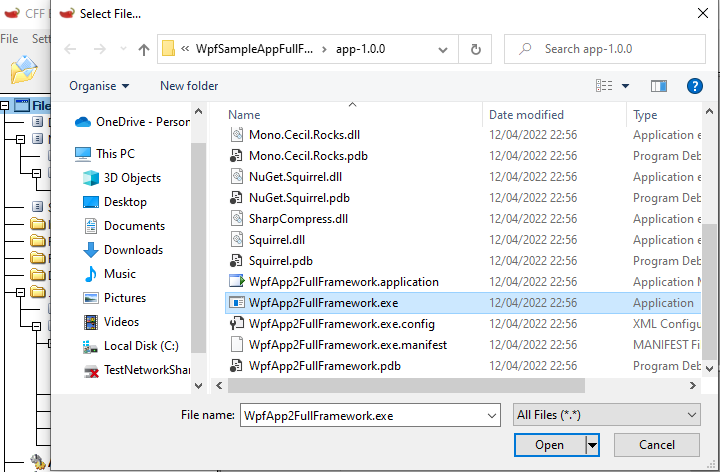 CFF E
Select File...
File
Sett
« WpfSampleAppFullF... > app-1.0.0
Search app-1.0.0
Organise
New folder
?
Name
Date modified
Type
File
OneDrive - Person
This PC
3D Objects
Desktop
Documents
Downloads
Music
Pictures
Videos
Local Disk (C:)
TestNetworkShar
Mono.Cecil.Rocks.dll 12/04/2022 22:56 Application e
Mono.Cecil.Rocks.pdb 12/04/2022 22:56 Program Deb
NuGet.Squirrel.dll 12/04/2022 22:56 Application e
NuGet.Squirrel.pdb 12/04/2022 22:56 Program Deb
SharpCompress.dll 12/04/2022 22:56 Application e
Squirrel.dll 12/04/2022 22:56 Application e
Squirrel.pdb 12/04/2022 22:56 Program Deb
WpfApp2FullFramework.application 12/04/2022 22:56 Application M
WpfApp2FullFramework.exe 12/04/2022 22:56 Application
WpfApp2FullFramework.exe.config 12/04/2022 22:56 XML Configu
WpfApp2FullFramework.exe.manifest 12/04/2022 22:56 MANIFEST Fi
WpfApp2FullFramework.pdb 12/04/2022 22:56 Program Deb
File name: WpfApp2FullFramework.exe
All Files (*.*)
Open
Cancel